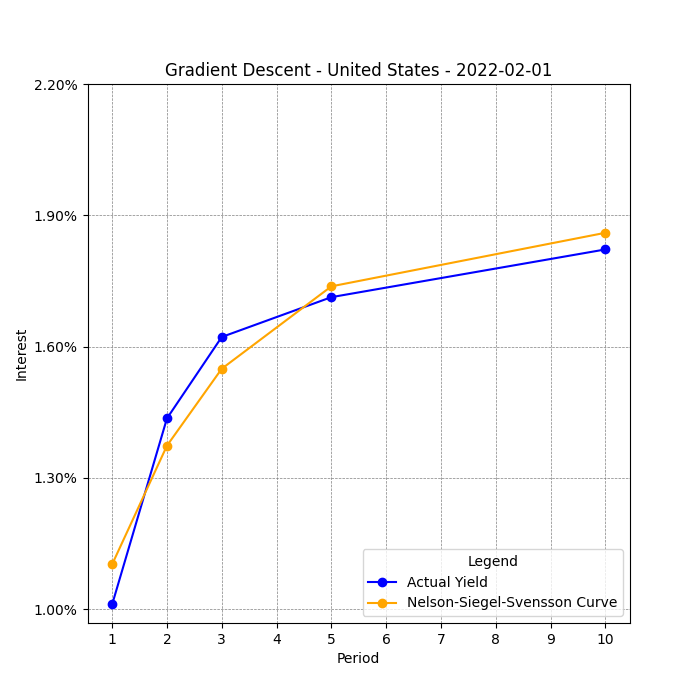 Gradient Descent - United States - 2022-02-01
2.20%
1.90%
1.60%
1.30%
1.00%
Interest
1 2 3 4 5 6 7 8 9 10
Period
Legend
Actual Yield
Nelson-Siegel-Svensson Curve